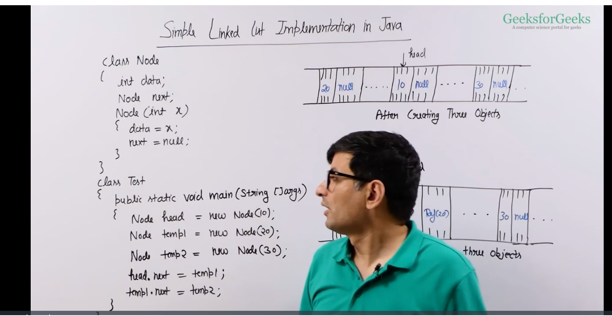 GeeksforGeeks
A computer science portal for geeks
Simple Linked List Implementation in Java
class Node
{
int data;
Node next;
Node (int x)
{
data = x;
next = null;
}
}
class Test
{ public static void main (String []args)
{ Node head = new Node(10);
Node temp1 = new Node(20);
Node temp2 = new Node(30);
head.next = temp1;
temp1.next = temp2;
}
head
20 null ..... 10 null .... 30 null ...
After Creating Three Objects
Ref(20) .... 30 null ...
three Objects